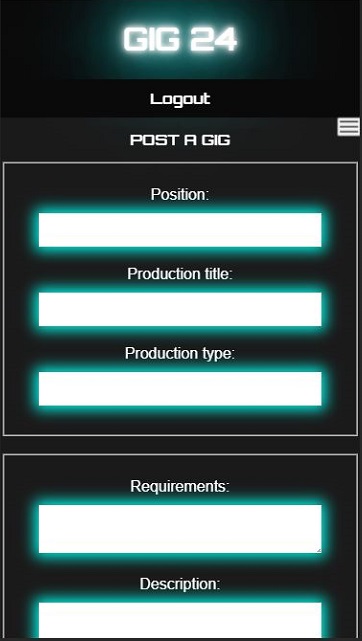 GIG 24
Logout
POST A GIG
Position:
Production title:
Production type:
Requirements:
Description: